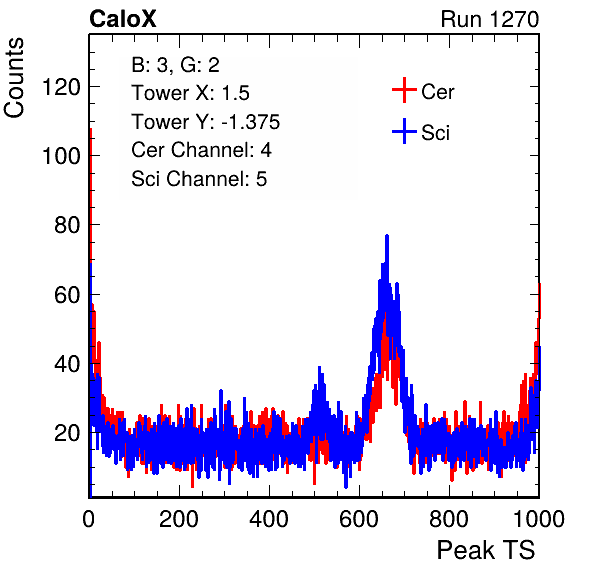 CaloX Run 1270
Counts
B: 3, G: 2
Tower X: 1.5
Tower Y: -1.375
Cer Channel: 4
Sci Channel: 5
Cer
Sci
120
100
80
60
40
20
0 200 400 600 800 1000
Peak TS